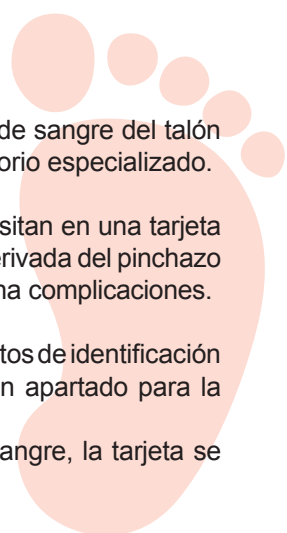 de sangre del talón
orio especializado.
sitan en una tarjeta
erivada del pinchazo
na complicaciones.
tos de identificación
n apartado para la
angre, la tarjeta se